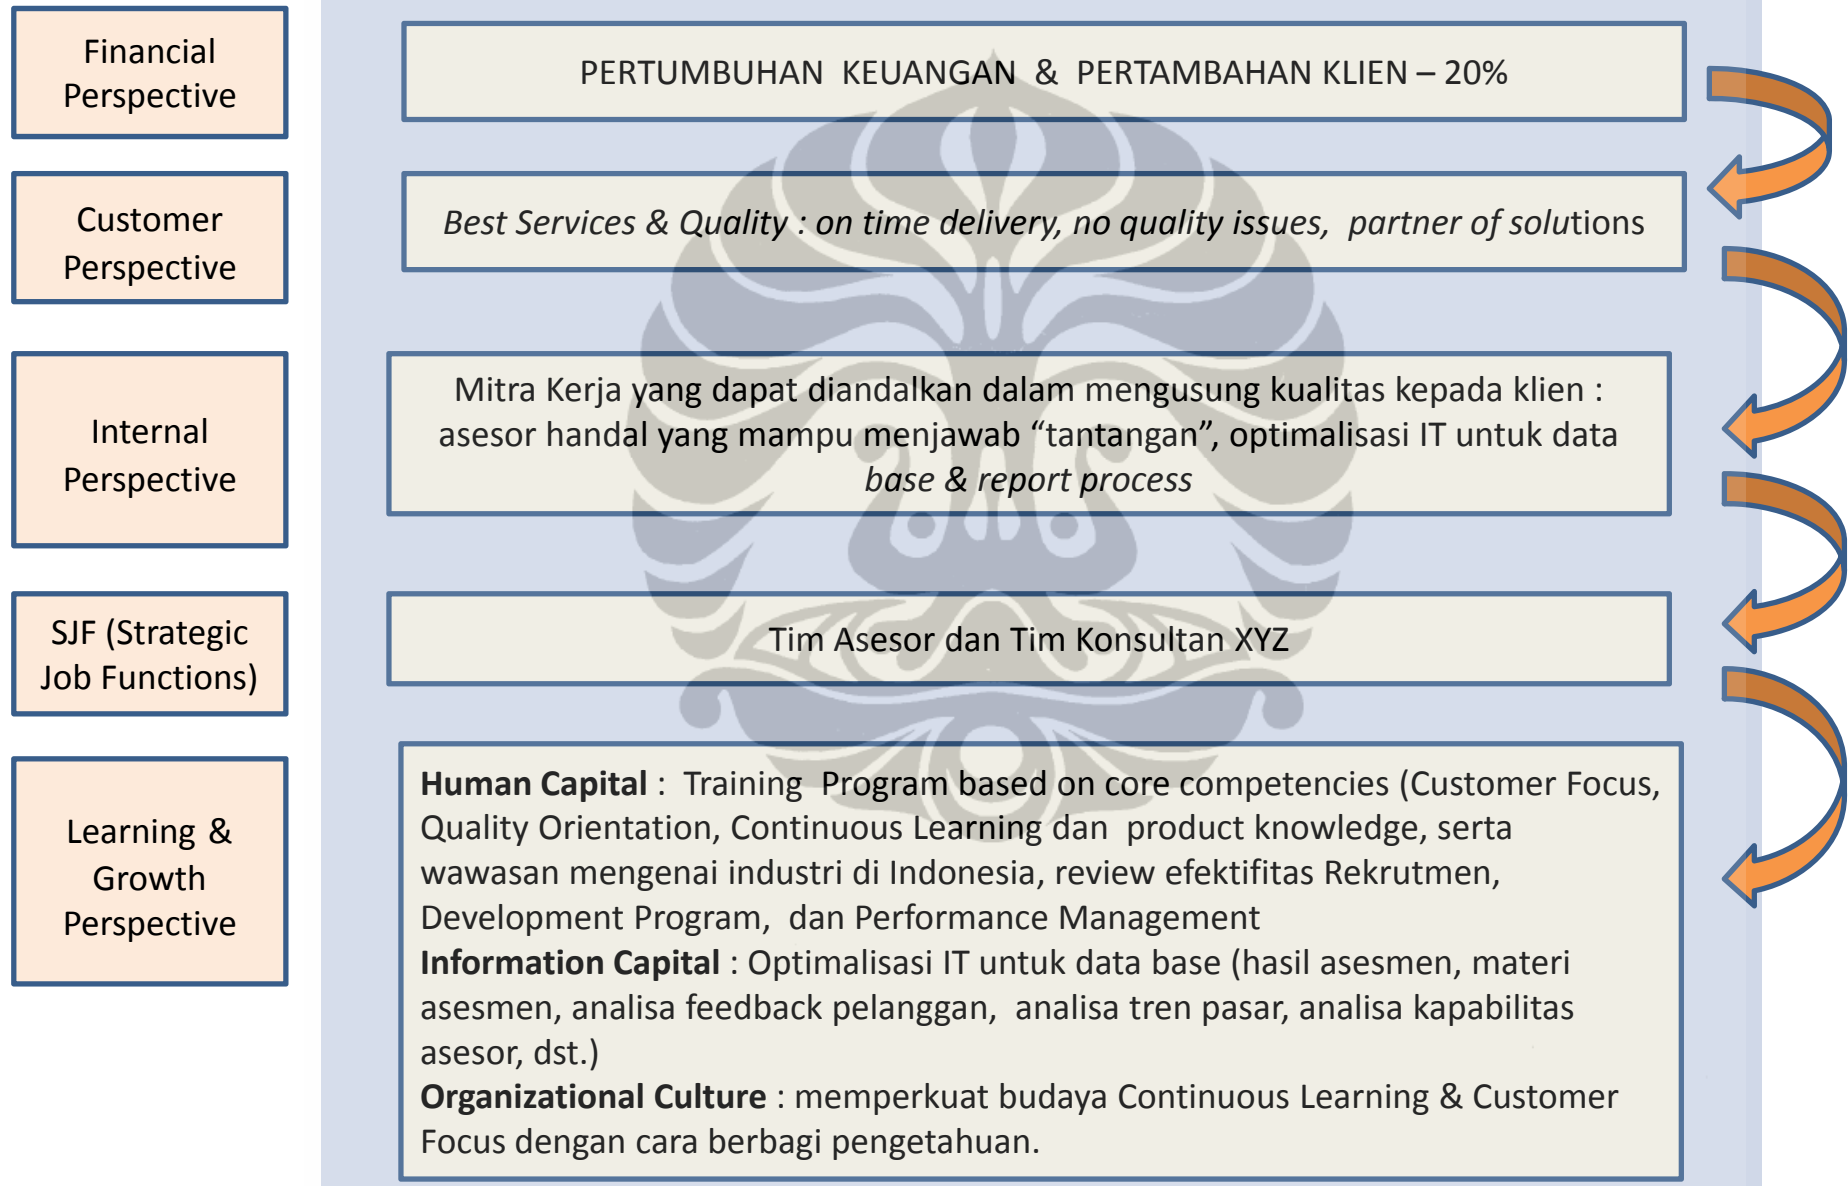 Financial
Perspective
PERTUMBUHAN KEUANGAN & PERTAMBAHAN KLIEN – 20%
Customer
Perspective
Best Services & Quality : on time delivery, no quality issues, partner of solutions
Internal
Perspective
Mitra Kerja yang dapat diandalkan dalam mengusung kualitas kepada klien :
asesor handal yang mampu menjawab “tantangan”, optimalisasi IT untuk data
base & report process
SJF (Strategic
Job Functions)
Tim Asesor dan Tim Konsultan XYZ
Learning &
Growth
Perspective
Human Capital : Training Program based on core competencies (Customer Focus,
Quality Orientation, Continuous Learning dan product knowledge, serta
wawasan mengenai industri di Indonesia, review efektifitas Rekrutmen,
Development Program, dan Performance Management
Information Capital : Optimalisasi IT untuk data base (hasil asesmen, materi
asesmen, analisa feedback pelanggan, analisa tren pasar, analisa kapabilitas
asesor, dst.)
Organizational Culture : memperkuat budaya Continuous Learning & Customer
Focus dengan cara berbagi pengetahuan.